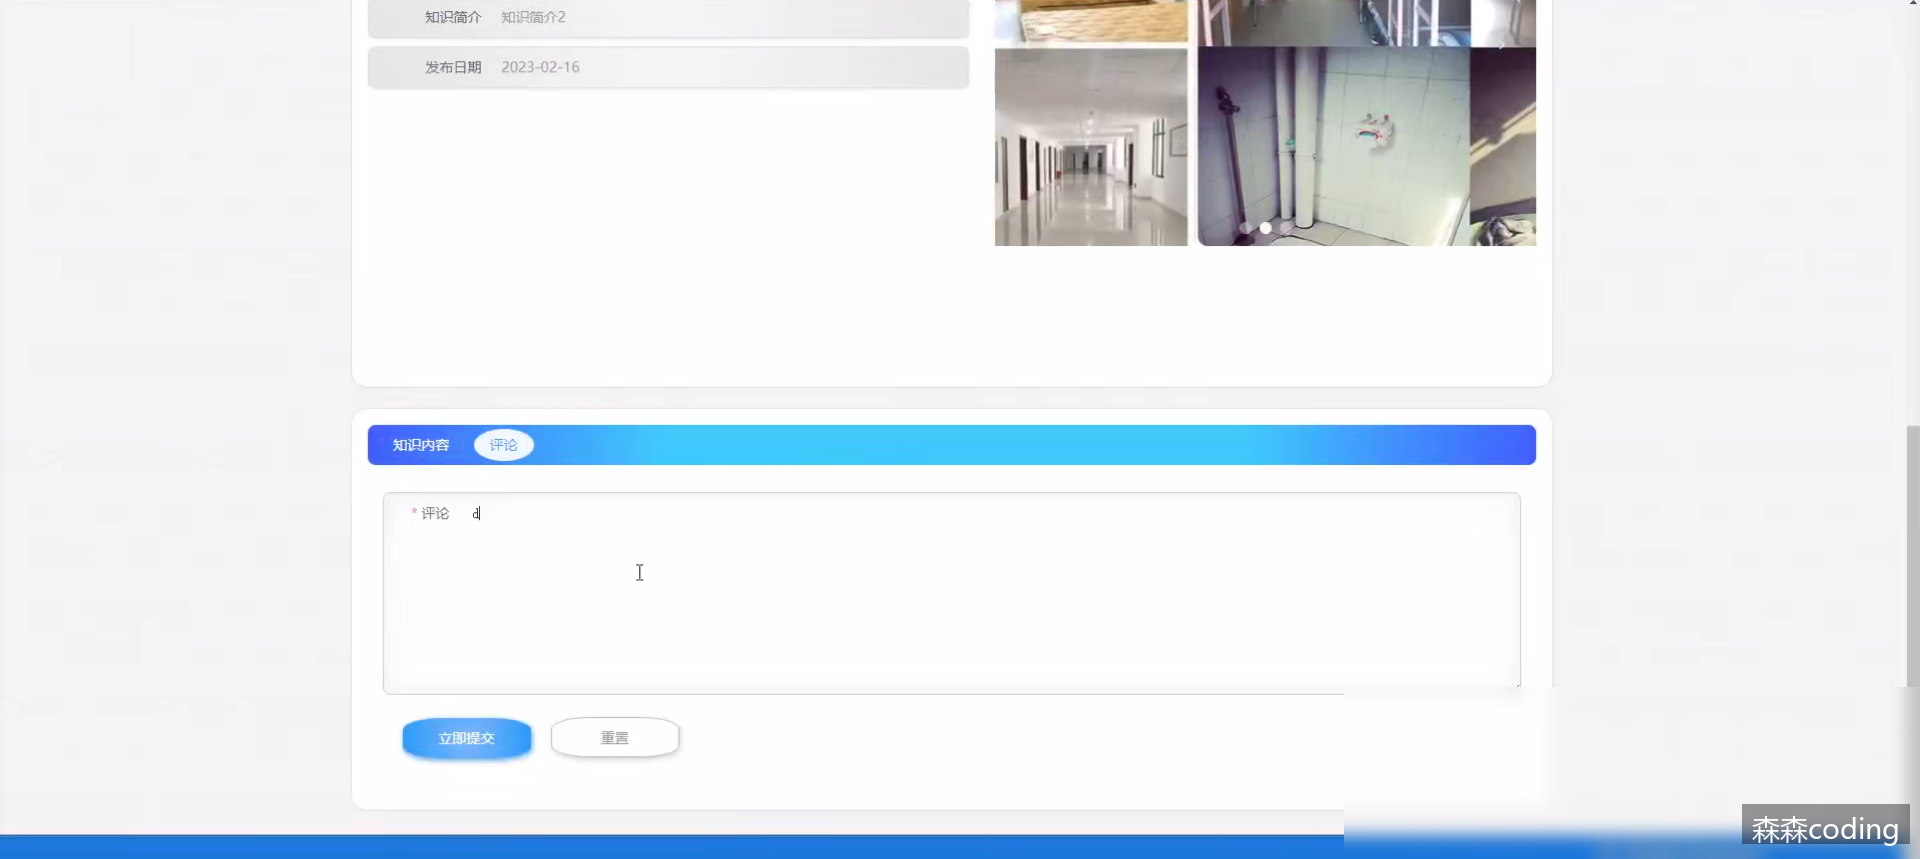 知识简介 知识简介2
发布日期 2023-02-16
知识内容 评论
* 评论 d
立即提交 重置
森森coding